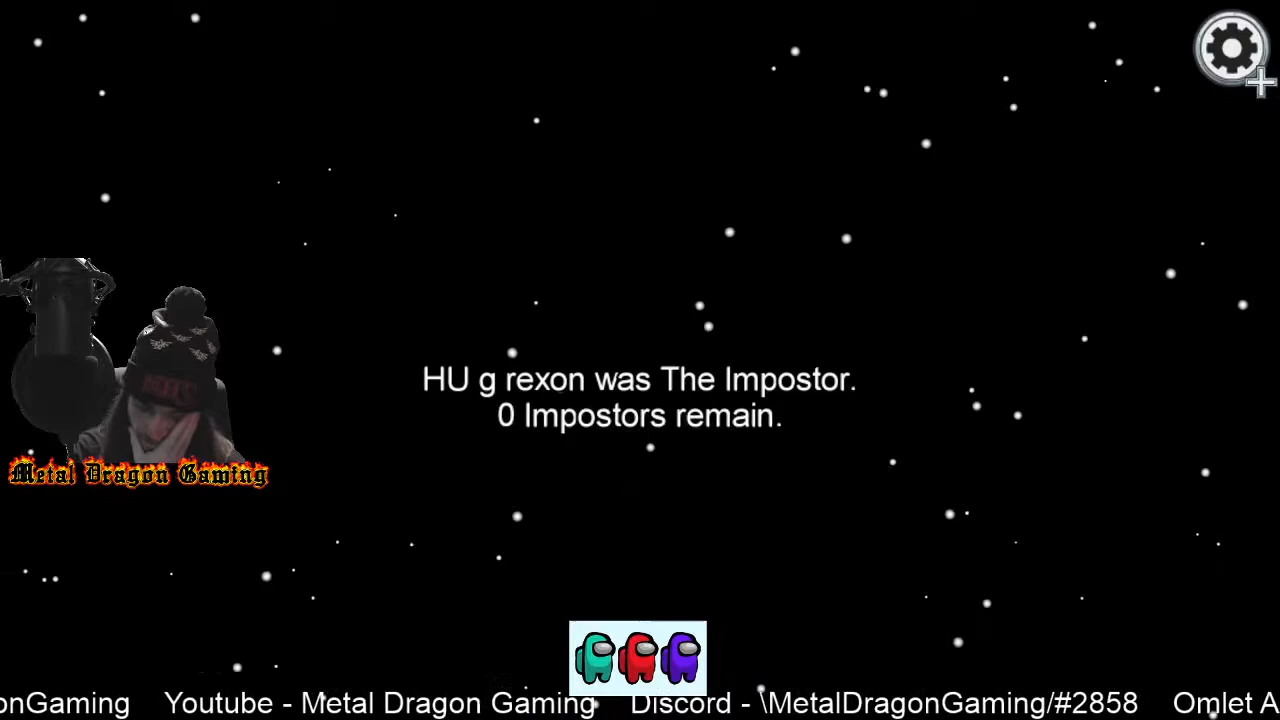 HU g rexon was The Impostor.
0 Impostors remain.
Metal Dragon Gaming
onGaming Youtube - Metal Dragon Gaming Discord - \MetalDragonGaming/#2858 Omlet A